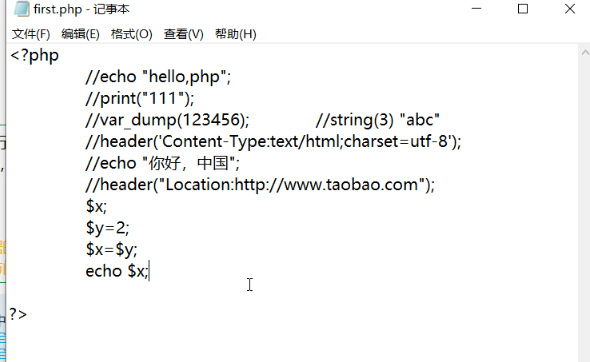 first.php - 记事本
文件(F) 编辑(E) 格式(O) 查看(V) 帮助(H)
<?php
//echo "hello,php";
//print("111");
//var_dump(123456); //string(3) "abc"
//header('Content-Type:text/html;charset=utf-8');
//echo "你好，中国";
//header("Location:http://www.taobao.com");
$x;
$y=2;
$x=$y;
echo $x;
?>